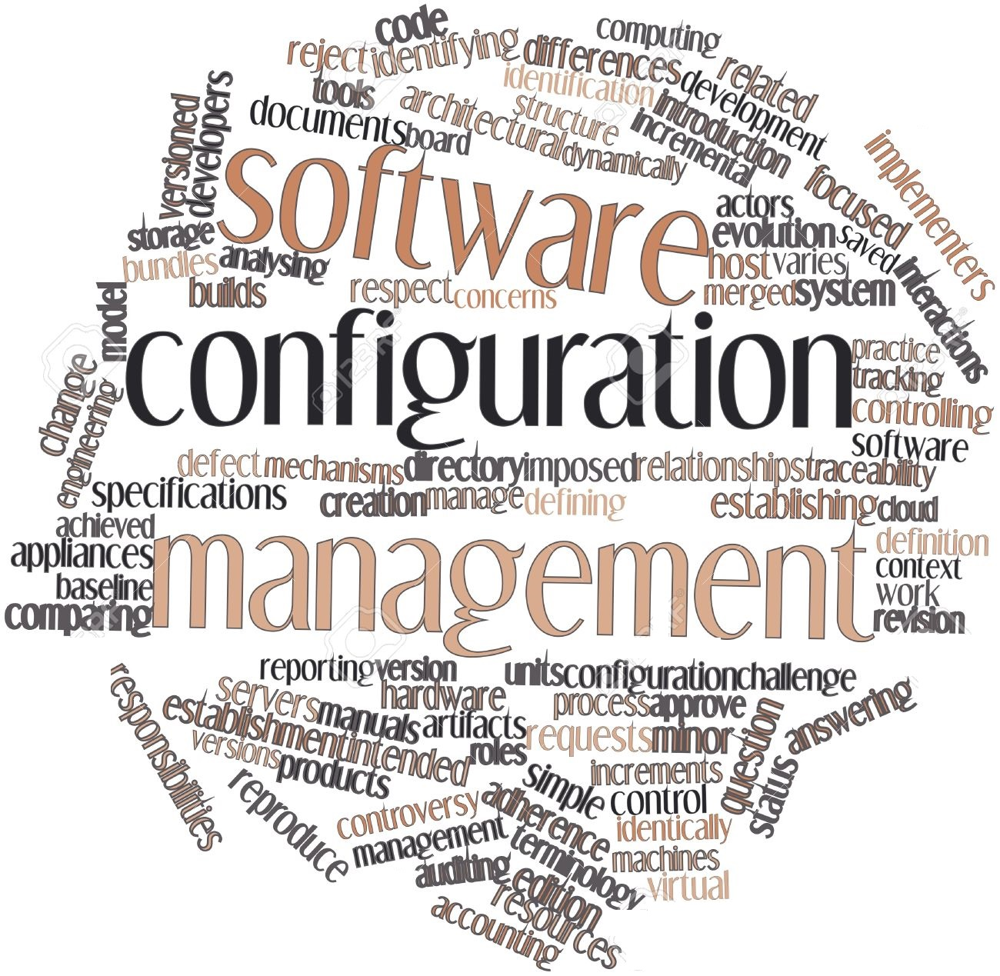 code
computing
reject
identifying
differences
related
tools
identification
development
documents
architectural
structure
introduction
board
dynamically
incremental
versioned
developers
implementers
focused
software
actors
storage
evolution
saved
bundles
analysing
host
varies
interactions
builds
respect
concerns
merged
system
model
configuration
practice
tracking
change
engineering
controlling
software
defect
mechanisms
directory
imposed
relationships
traceability
specifications
creation
manage
defining
establishing
cloud
achieved
management
definition
appliances
context
baseline
work
comparing
revision
reporting
version
units
configuration
challenge
responsibilities
servers
hardware
process
approve
answering
establishment
manuals
artifacts
requests
minor
question
versions
intended
roles
products
increments
status
reproduce
simple
control
controversy
adherence
identically
management
terminology
machines
auditing
edition
virtual
resources
accounting
123RF